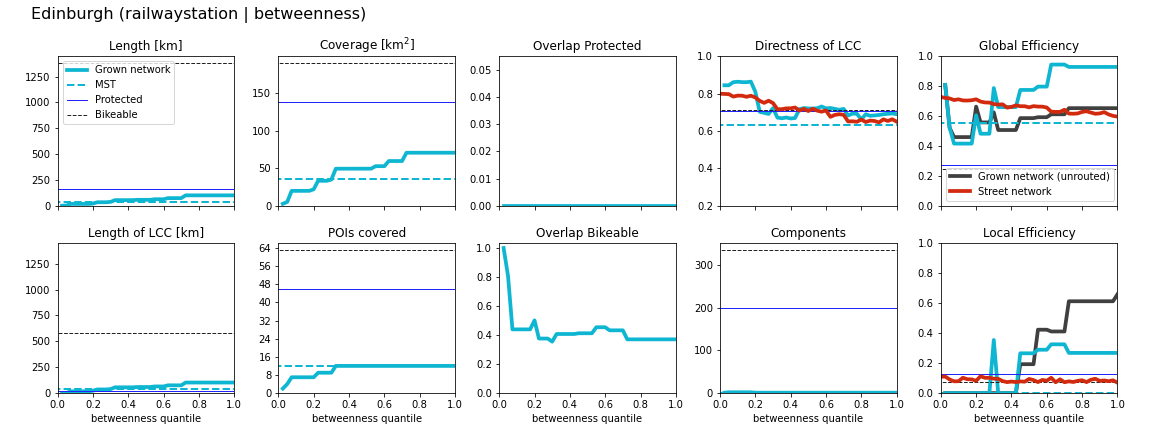 Edinburgh (railwaystation | betweenness)
Length [km]
Coverage [km²]
Overlap Protected
Directness of LCC
Global Efficiency
Grown network
MST
Protected
Bikeable
1250
1000
750
500
250
0
150
100
50
0
0.05
0.04
0.03
0.02
0.01
0.00
1.0
0.8
0.6
0.4
0.2
1.0
0.8
0.6
0.4
0.2
0.0
Grown network (unrouted)
Street network
Length of LCC [km]
POIs covered
Overlap Bikeable
Components
Local Efficiency
1250
1000
750
500
250
0
64
56
48
40
32
24
16
8
0
1.0
0.8
0.6
0.4
0.2
0.0
300
200
100
0
1.0
0.8
0.6
0.4
0.2
0.0
0.0 0.2 0.4 0.6 0.8 1.0
0.0 0.2 0.4 0.6 0.8 1.0
0.0 0.2 0.4 0.6 0.8 1.0
0.0 0.2 0.4 0.6 0.8 1.0
0.0 0.2 0.4 0.6 0.8 1.0
betweenness quantile
betweenness quantile
betweenness quantile
betweenness quantile
betweenness quantile